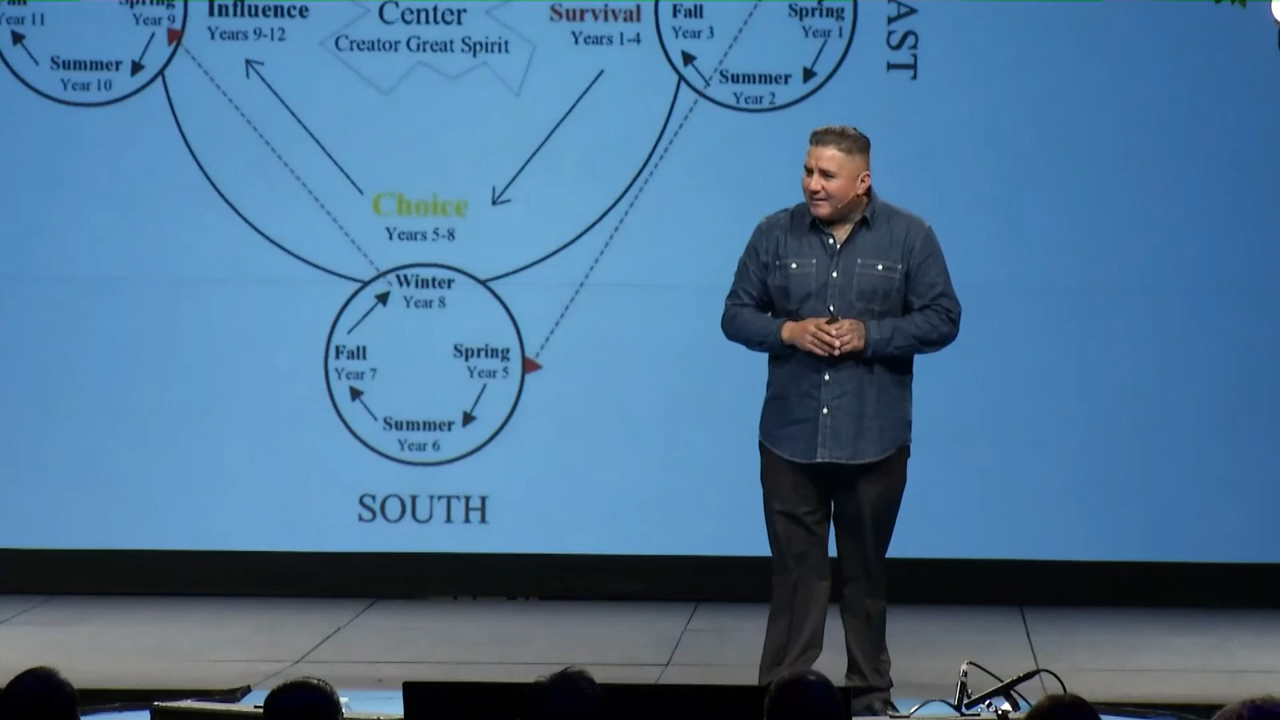 Year 11
Spring
Year 9
Summer
Year 10
Influence
Years 9-12
Center
Creator Great Spirit
Survival
Years 1-4
Fall
Year 3
Spring
Year 1
Summer
Year 2
AST
Choice
Years 5-8
Winter
Year 8
Fall
Year 7
Spring
Year 5
Summer
Year 6
SOUTH